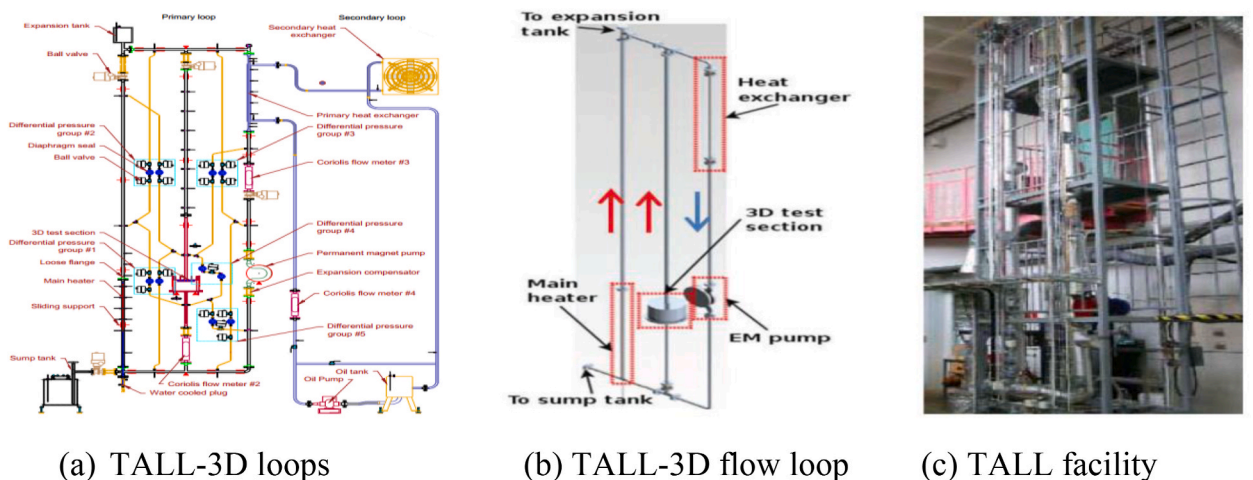 Primary loop
Secondary loop
Expansion tank
Secondary heat
exchanger
Ball valve
Differential pressure
group #2
Diaphragm seal
Ball valve
Primary heat exchanger
Differential pressure
group #3
Coriolis flow meter #3
3D test section
Differential pressure
group #1
Loose flange
Main heater
Sliding support
Differential pressure
group #4
Permanent magnet pump
Expansion compensator
Coriolis flow meter #4
Differential pressure
group #5
Sump tank
Coriolis flow meter #2
Water cooled plug
Oil tank
Oil Pump
To expansion
tank
Heat
exchanger
3D test
section
Main
heater
EM pump
To sump tank
(a) TALL-3D loops
(b) TALL-3D flow loop
(c) TALL facility